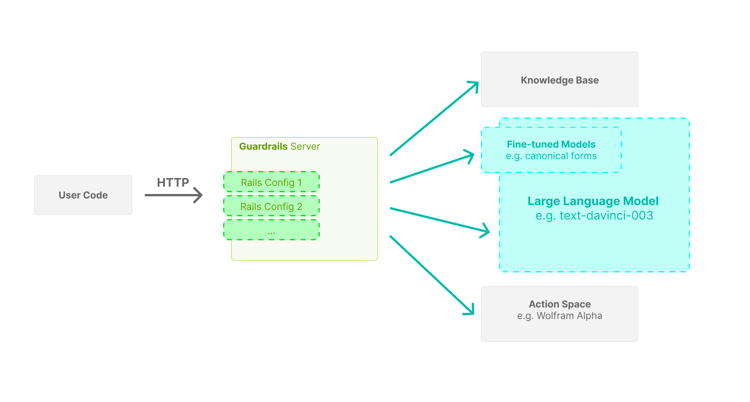 Knowledge Base
Guardrails Server
Fine-tuned Models
e.g. canonical forms
HTTP
Rails Config 1
User Code
Large Language Model
Rails Config 2
e.g. text-davinci-003
...
Action Space
e.g. Wolfram Alpha